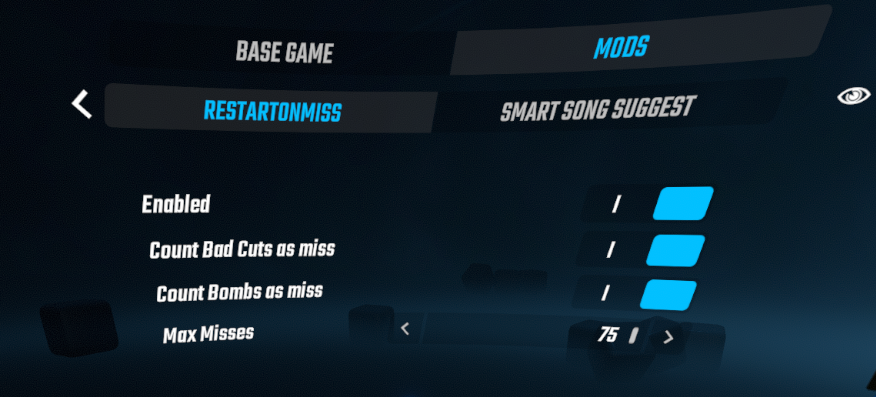 BASE GAME MODS
RESTARTONMISS SMART SONG SUGGEST
Enabled
Count Bad Cuts as miss
Count Bombs as miss
Max Misses 75